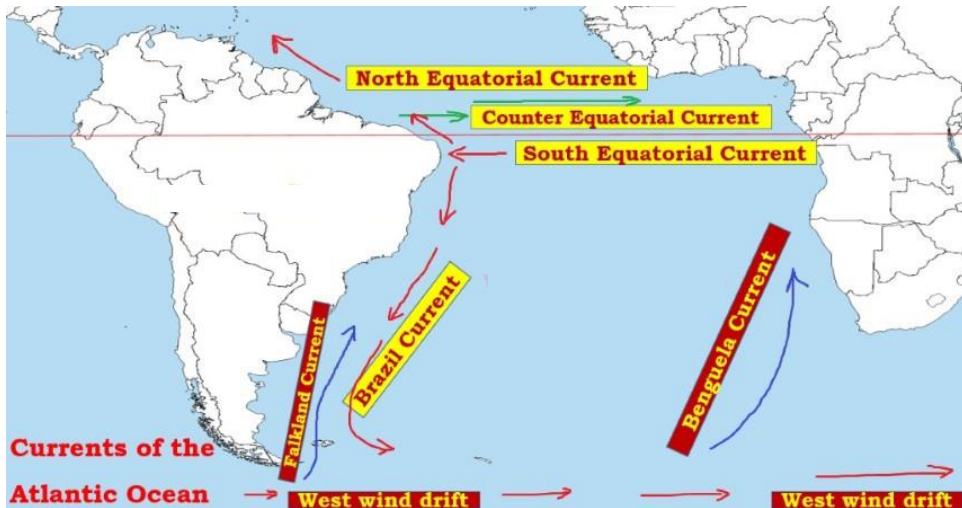 North Equatorial Current
Counter Equatorial Current
South Equatorial Current
Brazil Current
Falkland Current
Benguela Current
Currents of the
Atlantic Ocean
West wind drift
West wind drift